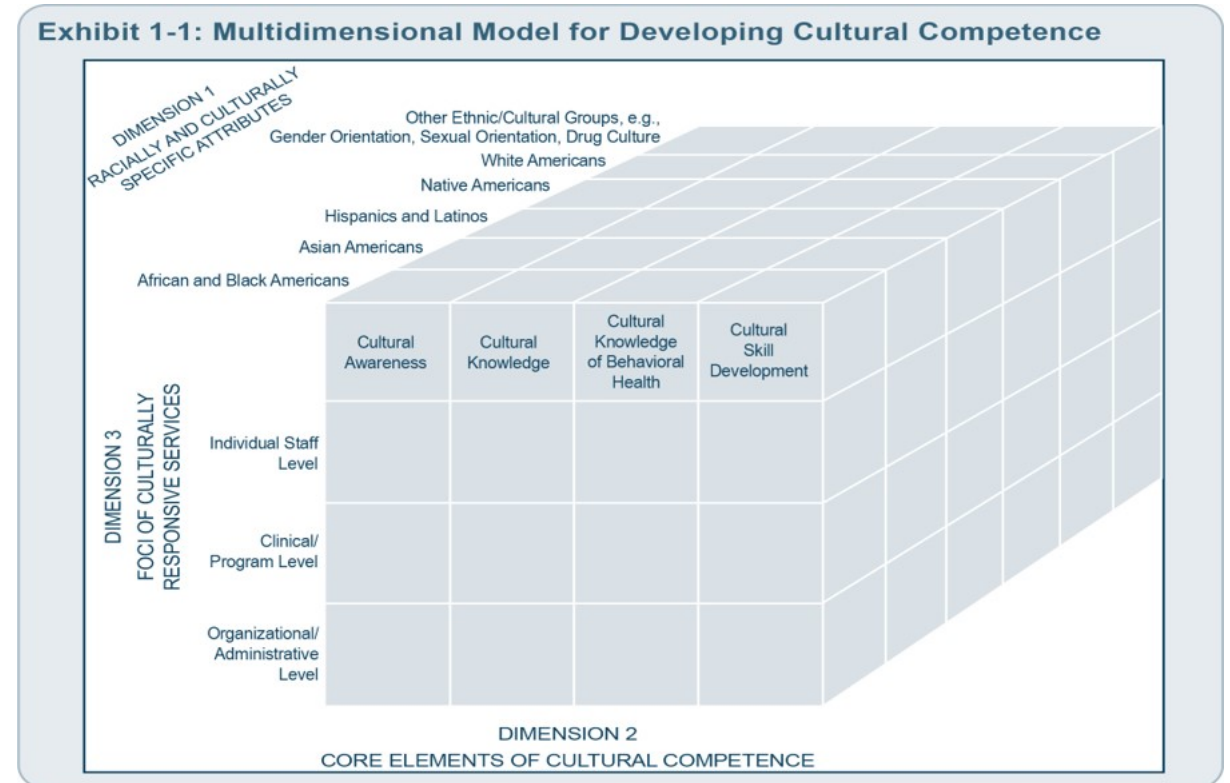 Exhibit 1-1: Multidimensional Model for Developing Cultural Competence
DIMENSION 1
RACIALLY AND CULTURALLY
SPECIFIC ATTRIBUTES
Other Ethnic/Cultural Groups, e.g.,
Gender Orientation, Sexual Orientation, Drug Culture
White Americans
Native Americans
Hispanics and Latinos
Asian Americans
African and Black Americans
Cultural
Awareness
Cultural
Knowledge
Cultural
Knowledge
of Behavioral
Health
Cultural
Skill
Development
DIMENSION 3
FOCI OF CULTURALLY
RESPONSIVE SERVICES
Individual Staff
Level
Clinical/
Program Level
Organizational/
Administrative
Level
DIMENSION 2
CORE ELEMENTS OF CULTURAL COMPETENCE